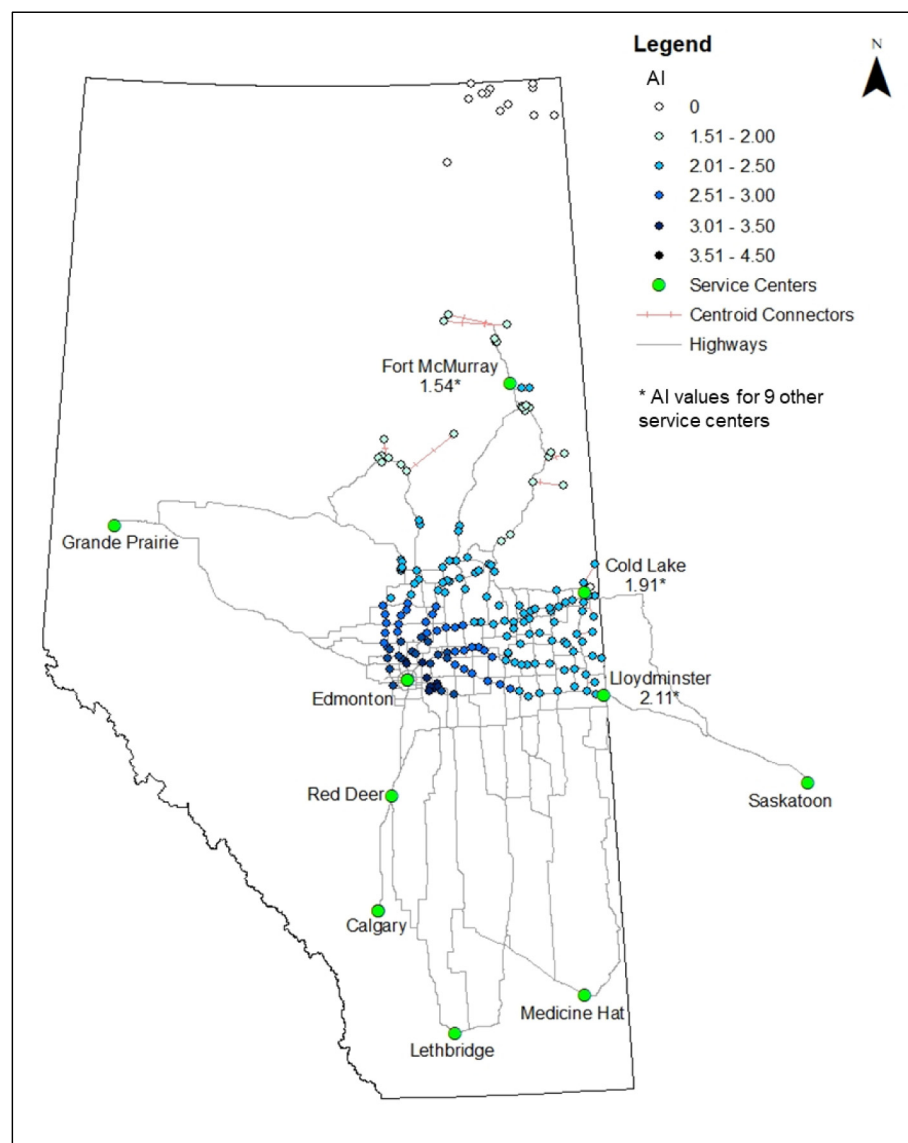 Legend
N
AI
0
1.51 - 2.00
2.01 - 2.50
2.51 - 3.00
3.01 - 3.50
3.51 - 4.50
Service Centers
Centroid Connectors
Highways
* AI values for 9 other
service centers
Fort McMurray
1.54*
Grande Prairie
Cold Lake
1.91*
Lloydminster
2.11*
Edmonton
Red Deer
Saskatoon
Calgary
Medicine Hat
Lethbridge